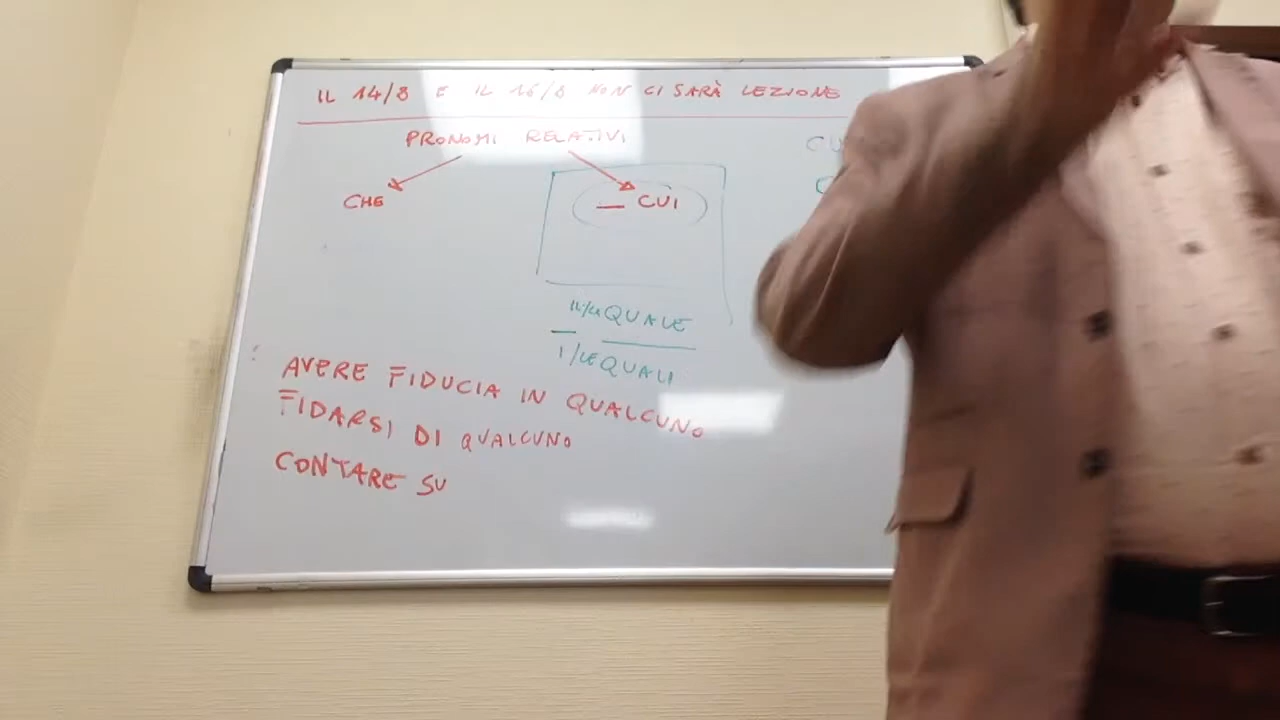 IL 14/8 E IL 16/8 NON CI SARÀ LEZIONE
PRONOMI RELATIVI
CHE
__ CUI
IL/LA QUALE
I/LE QUALI
AVERE FIDUCIA IN QUALCUNO
FIDARSI DI QUALCUNO
CONTARE SU